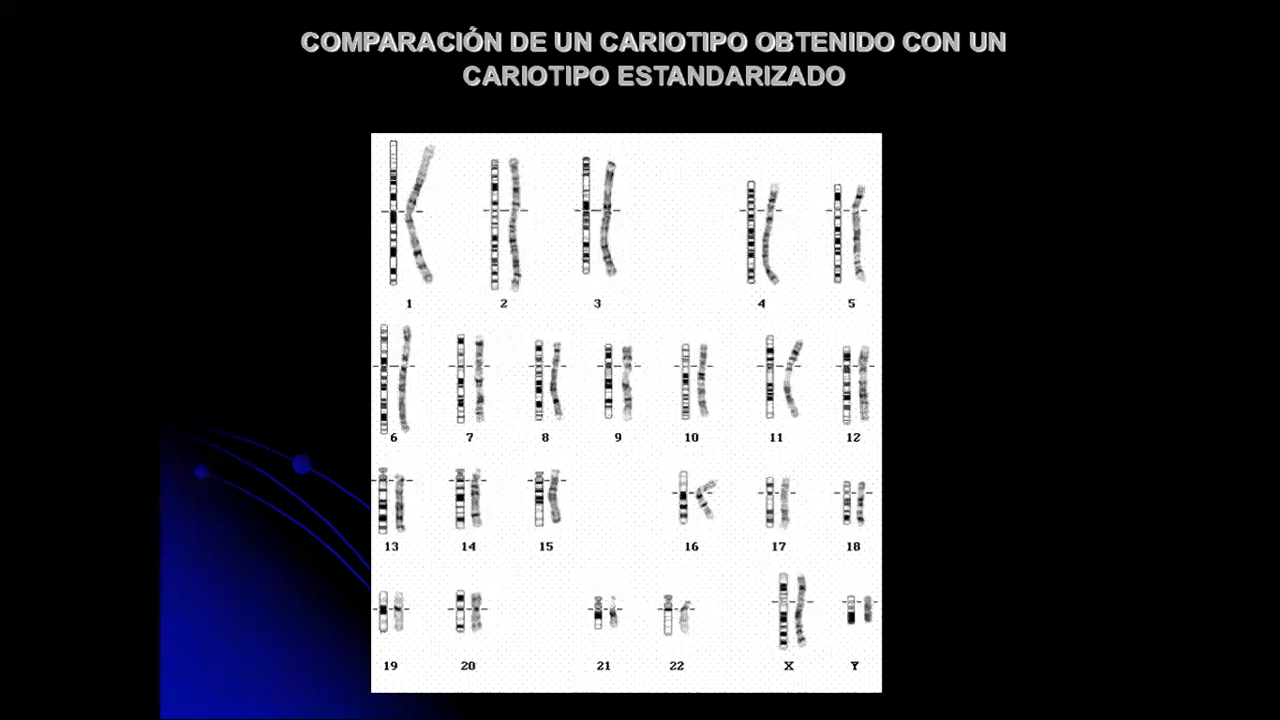 COMPARACIÓN DE UN CARIOTIPO OBTENIDO CON UN
CARIOTIPO ESTANDARIZADO
1 2 3 4 5
6 7 8 9 10 11 12
13 14 15 16 17 18
19 20 21 22 X Y